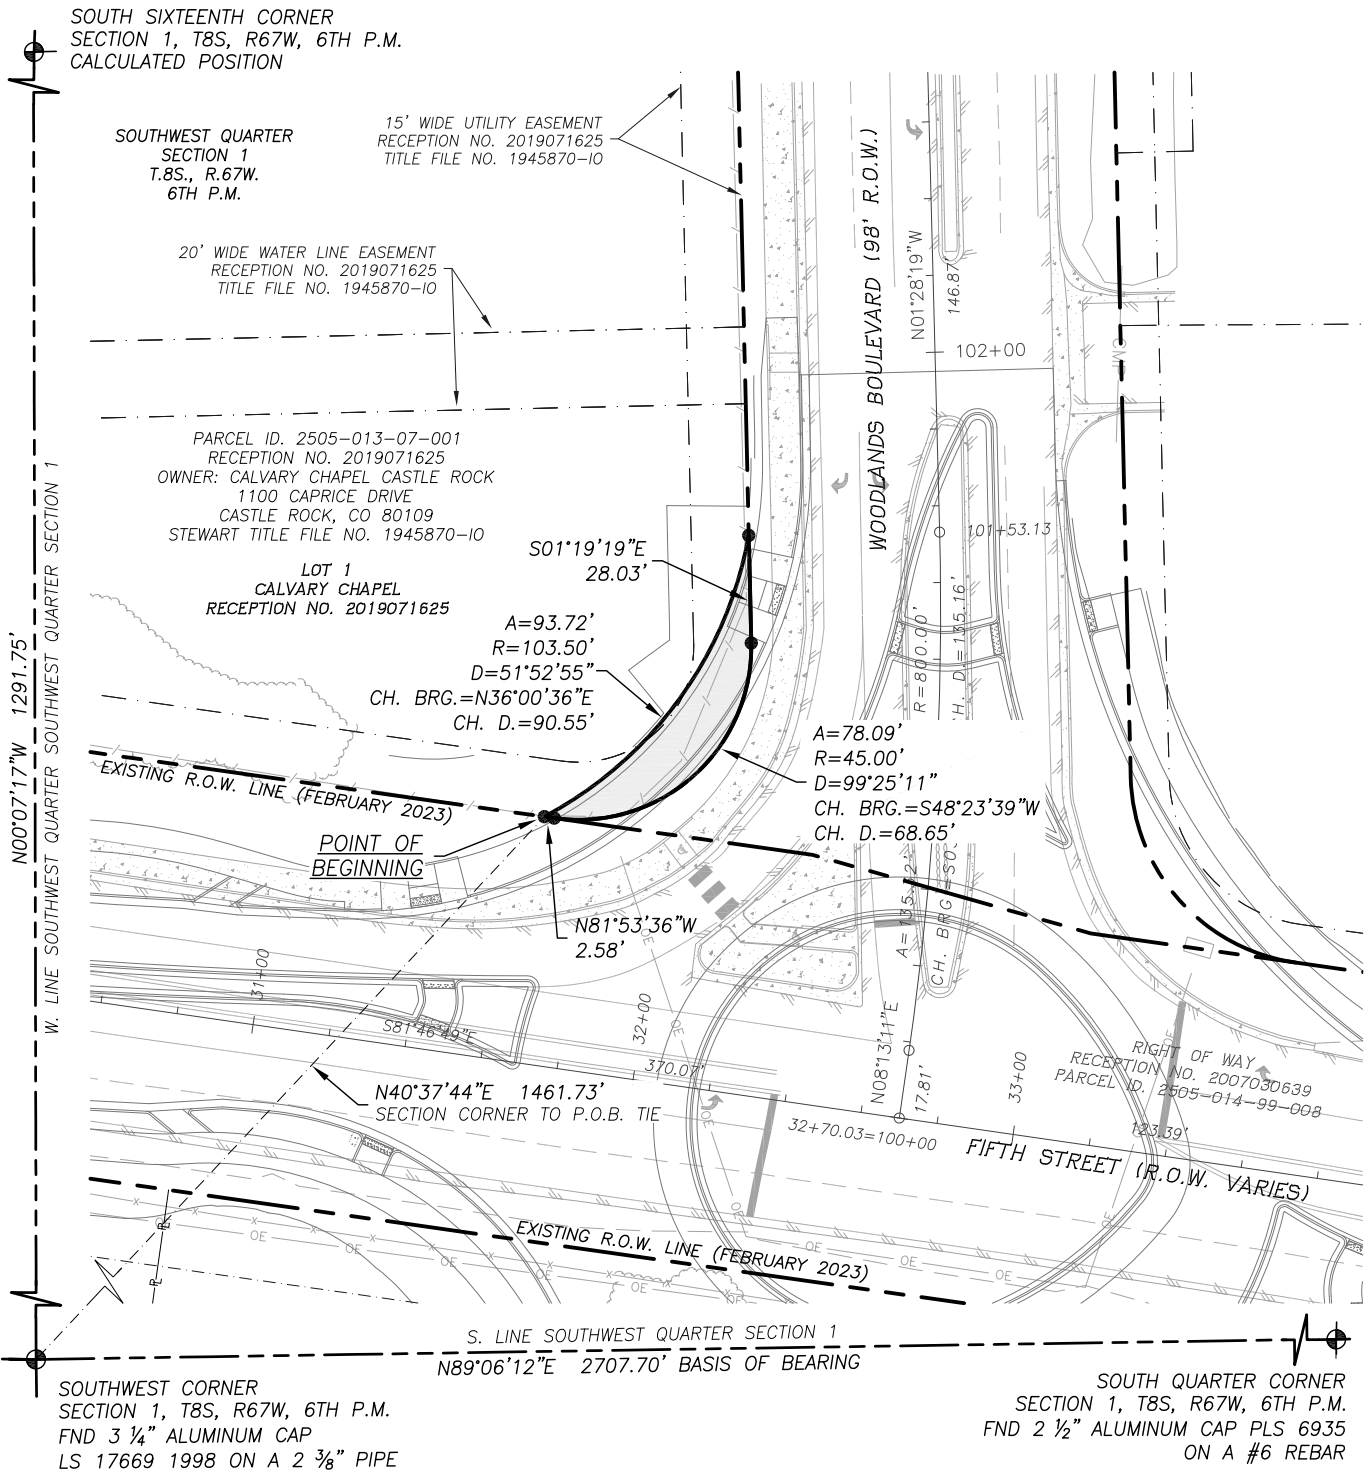 SOUTH SIXTEENTH CORNER
SECTION 1, T8S, R67W, 6TH P.M.
CALCULATED POSITION
SOUTHWEST QUARTER
SECTION 1
T.8S., R.67W.
6TH P.M.
15' WIDE UTILITY EASEMENT
RECEPTION NO. 2019071625
TITLE FILE NO. 1945870-IO
20' WIDE WATER LINE EASEMENT
RECEPTION NO. 2019071625
TITLE FILE NO. 1945870-IO
WOODLANDS BOULEVARD (98' R.O.W.)
N01°28'19"W
146.87'
102+00
101+53.13
R=800.00'
CH. D.=135.16'
PARCEL ID. 2505-013-07-001
RECEPTION NO. 2019071625
OWNER: CALVARY CHAPEL CASTLE ROCK
1100 CAPRICE DRIVE
CASTLE ROCK, CO 80109
STEWART TITLE FILE NO. 1945870-IO
LOT 1
CALVARY CHAPEL
RECEPTION NO. 2019071625
S01°19'19"E
28.03'
A=93.72'
R=103.50'
D=51°52'55"
CH. BRG.=N36°00'36"E
CH. D.=90.55'
A=78.09'
R=45.00'
D=99°25'11"
CH. BRG.=S48°23'39"W
CH. D.=68.65'
N00°07'17"W 1291.75'
W. LINE SOUTHWEST QUARTER SOUTHWEST QUARTER SECTION 1
EXISTING R.O.W. LINE (FEBRUARY 2023)
POINT OF
BEGINNING
N81°53'36"W
2.58'
31+00
32+00
33+00
S81°46'49"E
370.07'
N08°13'11"E
17.81'
32+70.03=100+00
123.39'
RIGHT OF WAY
RECEPTION NO. 2007030639
PARCEL ID. 2505-014-99-008
FIFTH STREET (R.O.W. VARIES)
N40°37'44"E 1461.73'
SECTION CORNER TO P.O.B. TIE
EXISTING R.O.W. LINE (FEBRUARY 2023)
OE
OE
OE
OE
OE
OE
OE
OE
S. LINE SOUTHWEST QUARTER SECTION 1
N89°06'12"E 2707.70' BASIS OF BEARING
SOUTHWEST CORNER
SECTION 1, T8S, R67W, 6TH P.M.
FND 3 ¼" ALUMINUM CAP
LS 17669 1998 ON A 2 ⅜" PIPE
SOUTH QUARTER CORNER
SECTION 1, T8S, R67W, 6TH P.M.
FND 2 ½" ALUMINUM CAP PLS 6935
ON A #6 REBAR